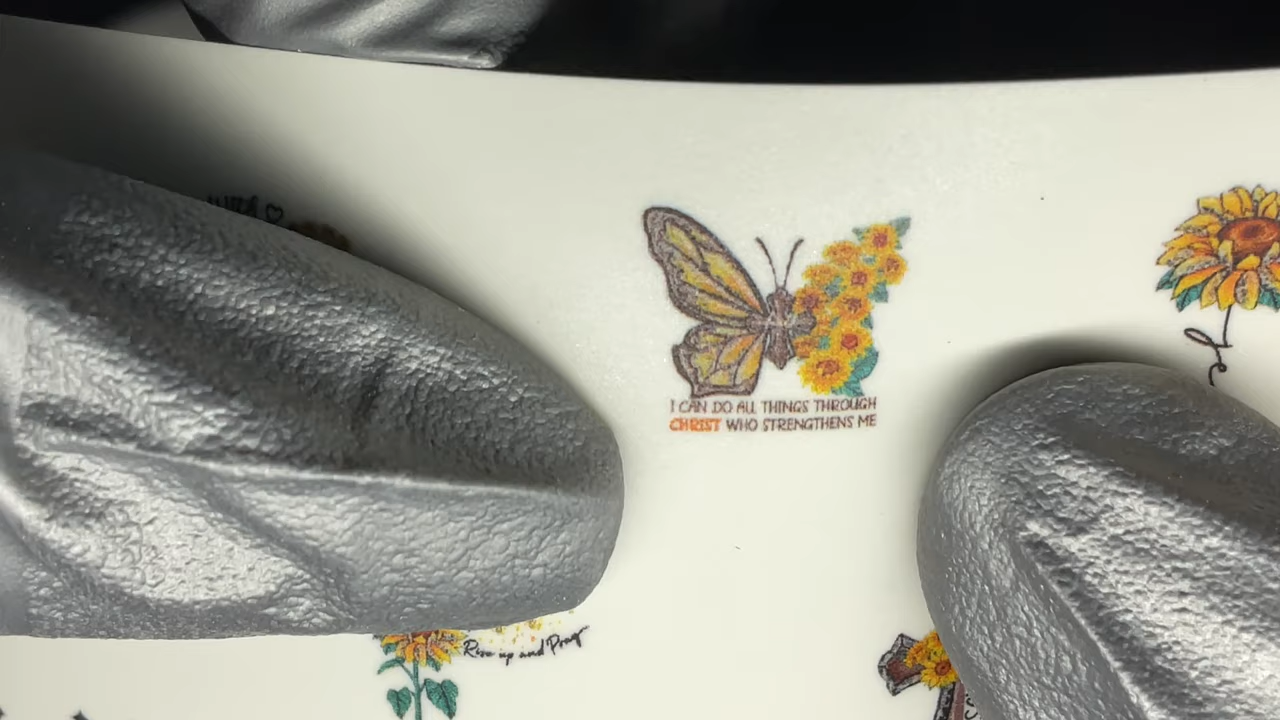 I CAN DO ALL THINGS THROUGH
CHRIST WHO STRENGTHENS ME
Rise up and Pray